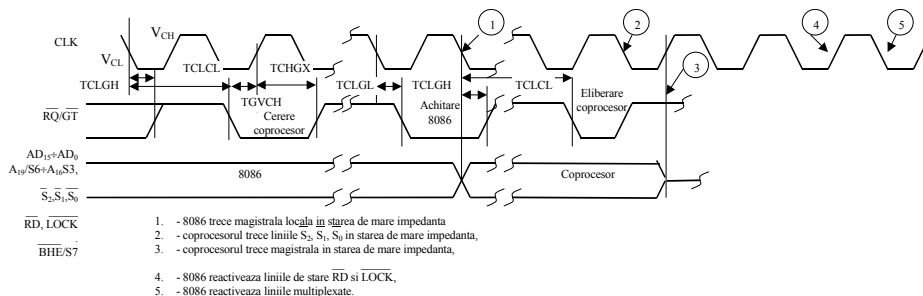 1 2 4 5
CLK V_CH
V_CL TCLCL TCHGX
3
TCLGH TCLGL TCLGH TCLCL
TGVCH Achitare 8086 Eliberare coprocesor
RQ/GT Cerere coprocesor
AD15÷AD0
A19/S6÷A16S3, 8086 Coprocesor
S2,S1,S0
RD, LOCK 1. - 8086 trece magistrala locala in starea de mare impedanta
2. - coprocesorul trece liniile S2, S1, S0 in starea de mare impedanta,
BHE/S7 3. - coprocesorul trece magistrala in starea de mare impedanta,
4. - 8086 reactiveaza liniile de stare RD si LOCK,
5. - 8086 reactiveaza liniile multiplexate.